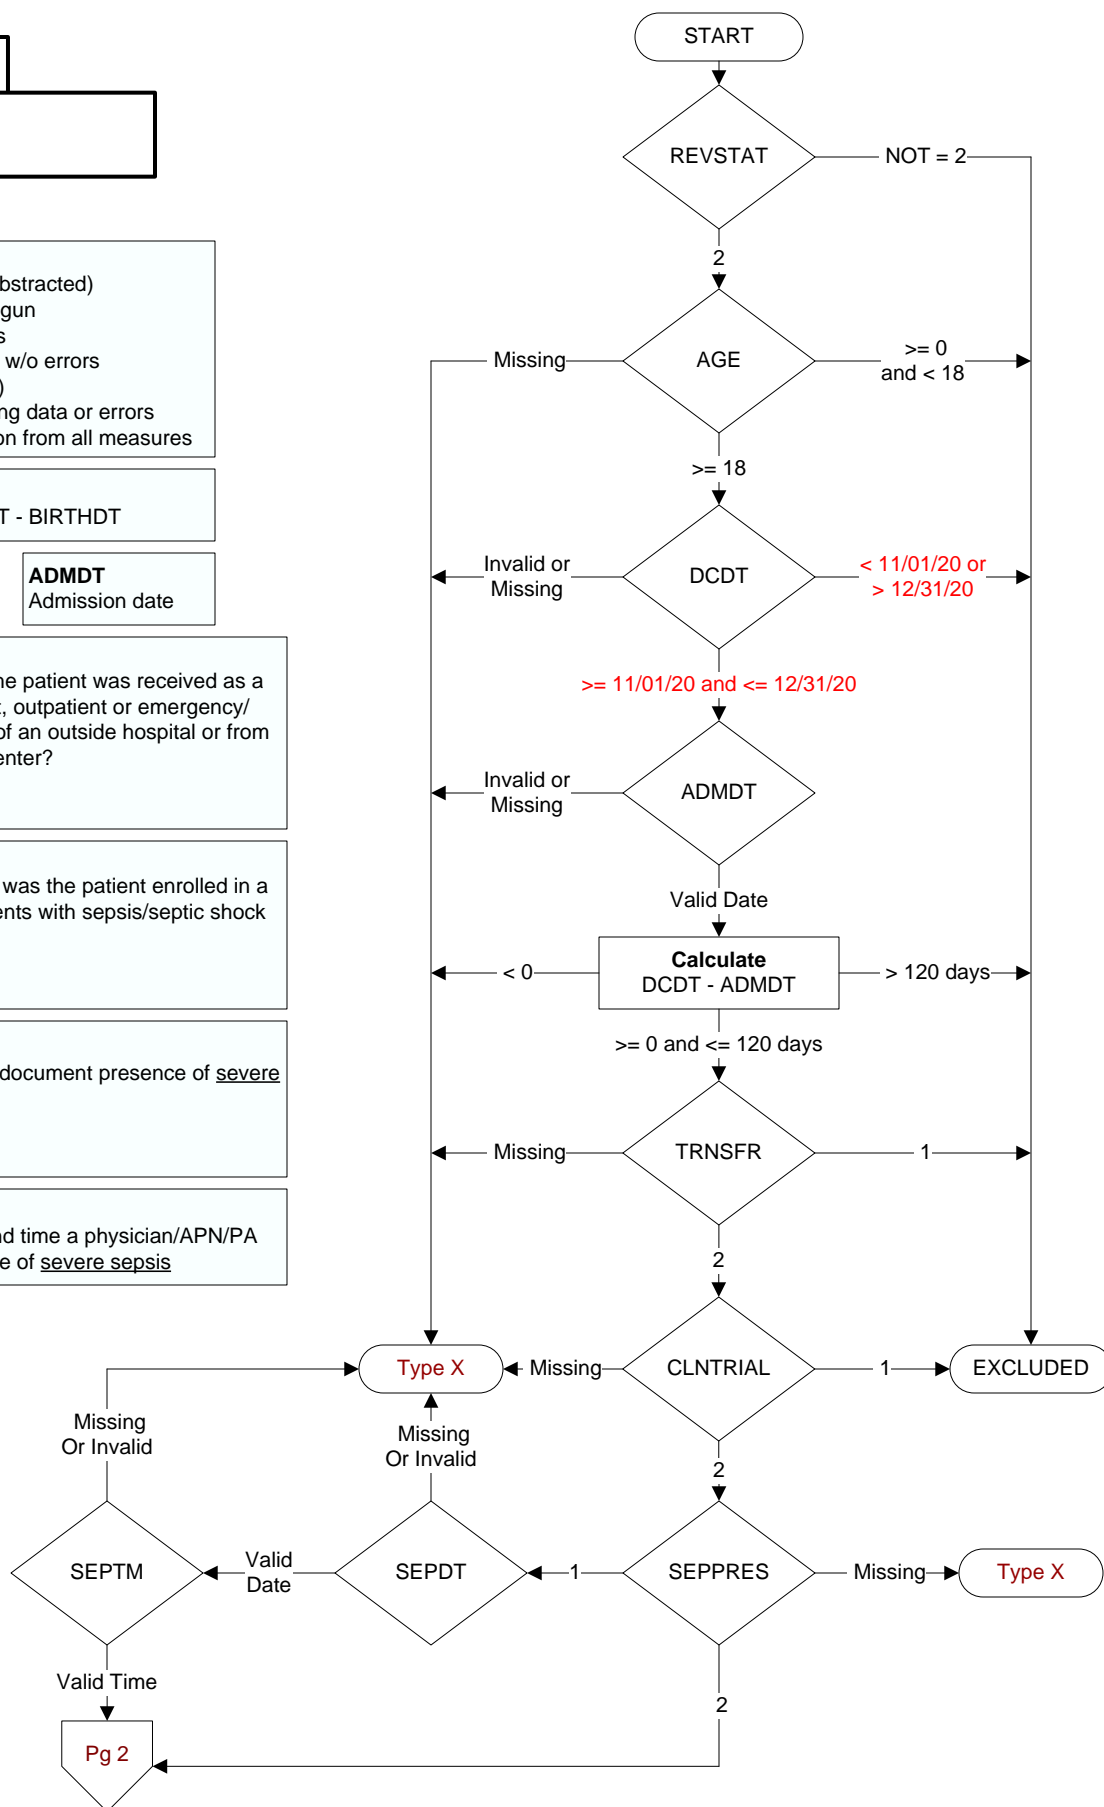 START
REVSTAT
NOT = 2
2
bstracted)
gun
s
w/o errors
)
ng data or errors
on from all measures
Missing
AGE
>= 0
and < 18
>= 18
T - BIRTHDT
ADMDT
Admission date
Invalid or
Missing
DCDT
< 11/01/20 or
> 12/31/20
>= 11/01/20 and <= 12/31/20
he patient was received as a
t, outpatient or emergency/
of an outside hospital or from
enter?
Invalid or
Missing
ADMDT
Valid Date
was the patient enrolled in a
ents with sepsis/septic shock
< 0
Calculate
DCDT - ADMDT
> 120 days
>= 0 and <= 120 days
document presence of severe
Missing
TRNSFR
1
2
nd time a physician/APN/PA
e of severe sepsis
Type X
Missing
CLNTRIAL
1
EXCLUDED
Missing
Or Invalid
Missing
Or Invalid
2
SEPTM
Valid
Date
SEPDT
1
SEPPRES
Missing
Type X
Valid Time
2
Pg 2